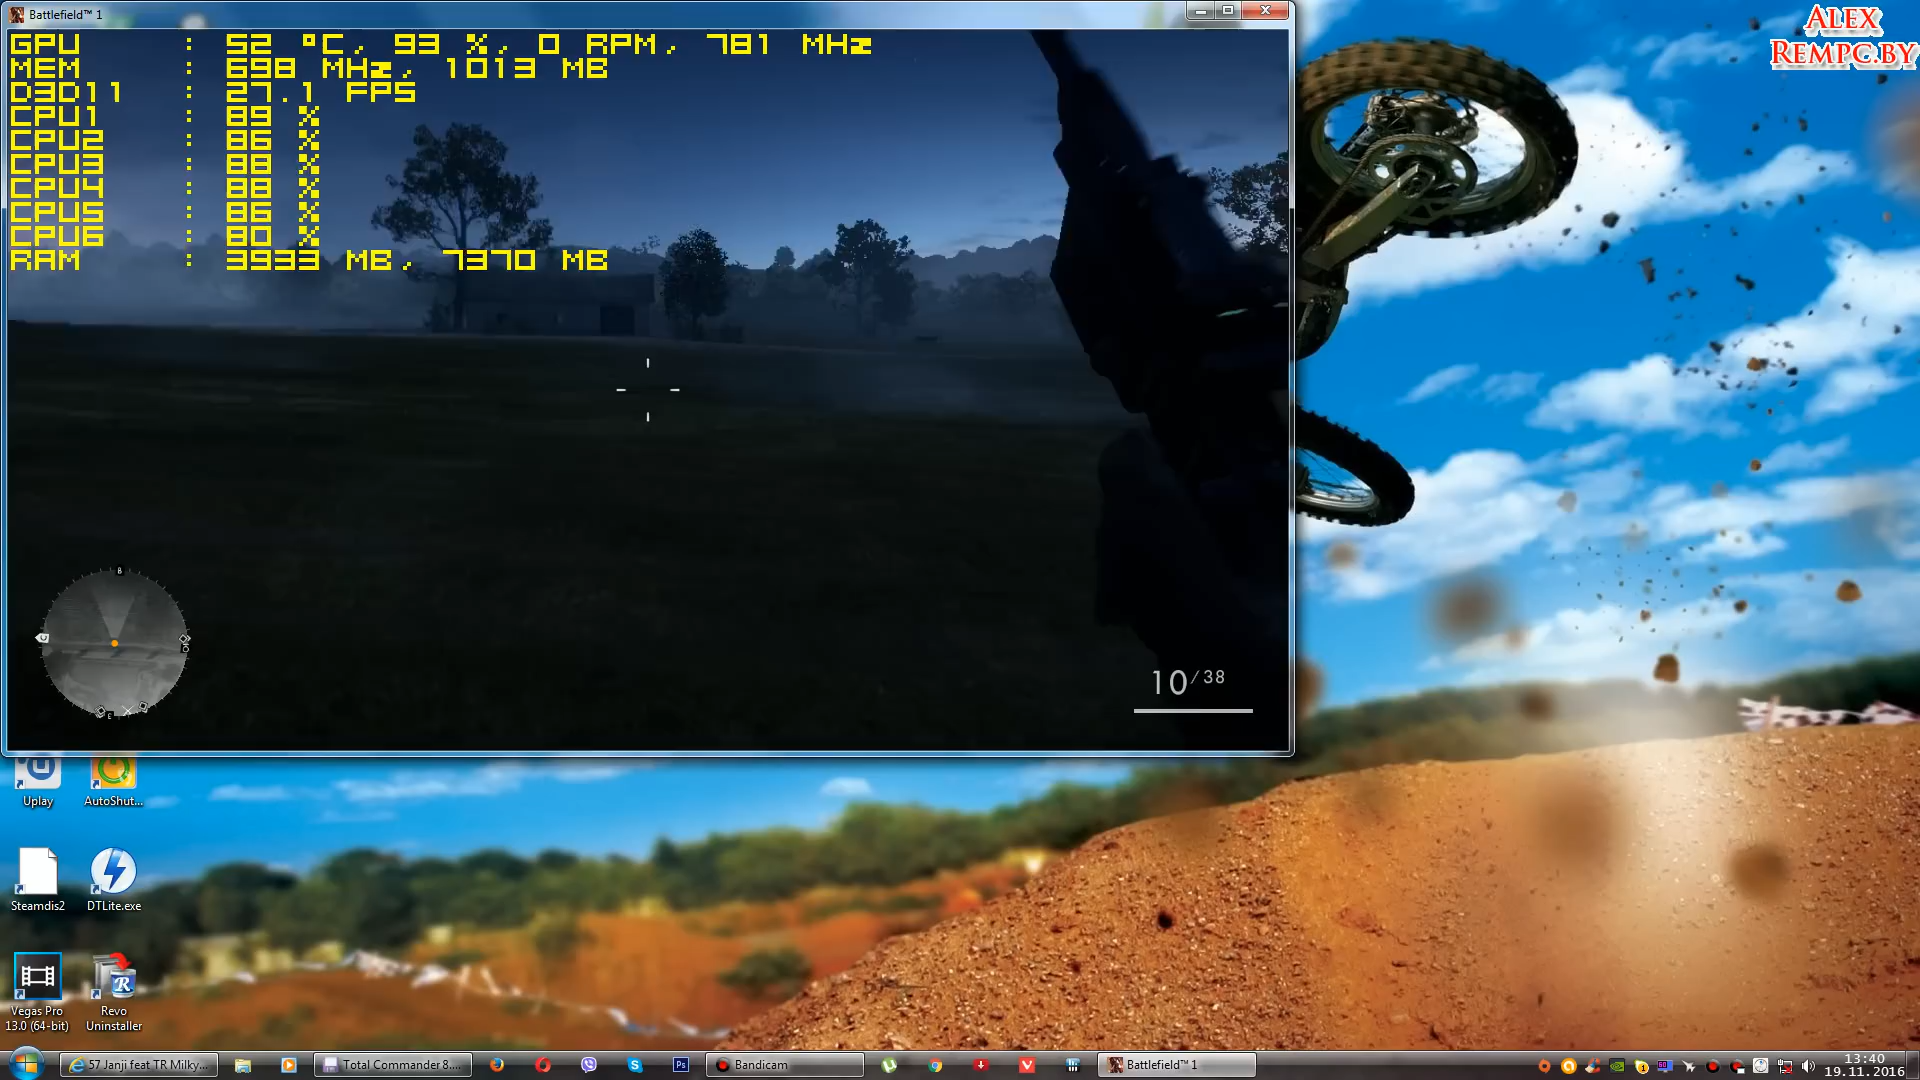 Battlefield™ 1
ALEX
REMPC.BY
GPU : 52 °C, 93 %, 0 RPM, 781 MHz
MEM : 698 MHz, 1013 MB
D3D11 : 27.1 FPS
CPU1 : 89 %
CPU2 : 86 %
CPU3 : 88 %
CPU4 : 88 %
CPU5 : 86 %
CPU6 : 80 %
RAM : 3933 MB, 7370 MB
10/38
Uplay
AutoShut...
Steamdis2
DTLite.exe
Vegas Pro
13.0 (64-bit)
Revo
Uninstaller
57 Janji feat TR Milky...
Total Commander 8....
Ps
Bandicam
Battlefield™ 1
13:40
19.11.2016